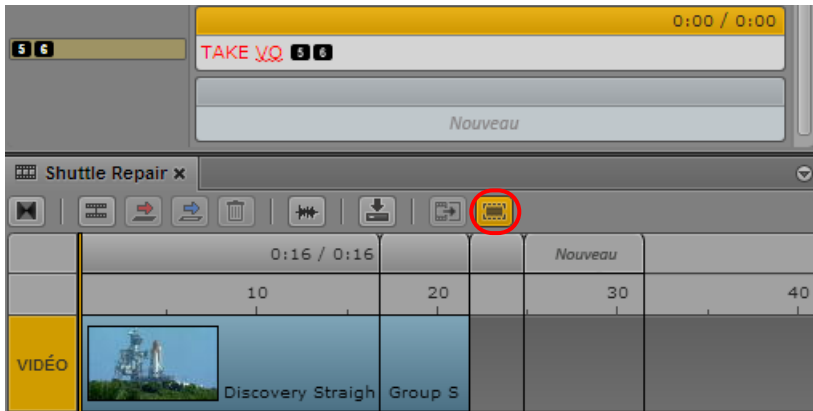 0:00 / 0:00
5 6
TAKE VO 5 6
Nouveau
Shuttle Repair x
0:16 / 0:16
Nouveau
10 20 30 40
VIDÉO
Discovery Straigh
Group S